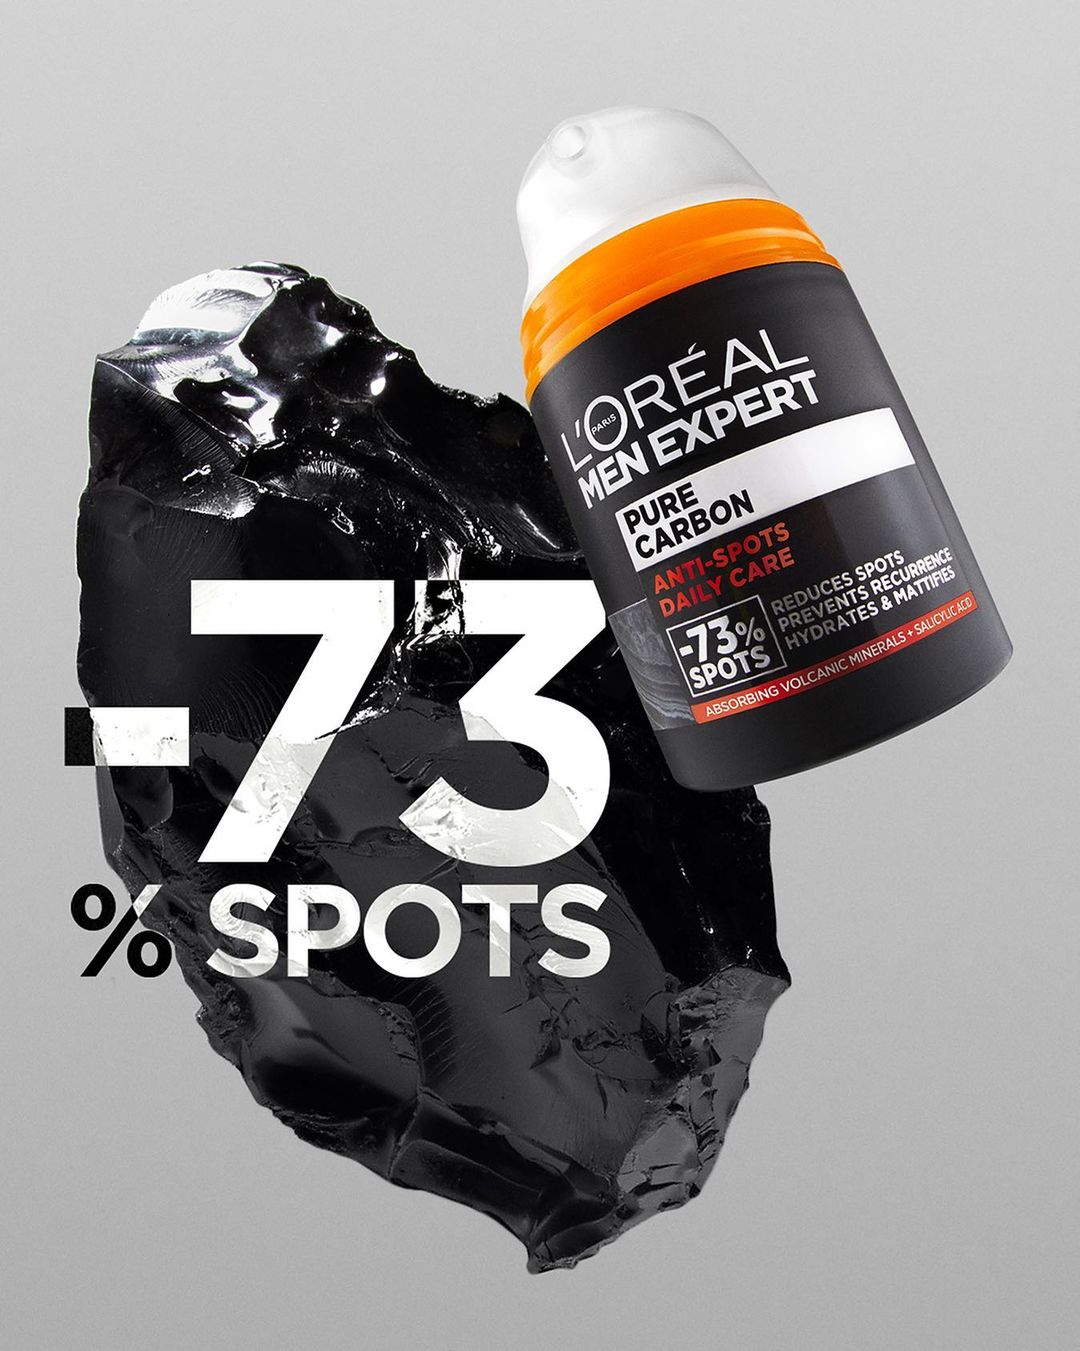 L'ORÉAL
PARIS
MEN EXPERT
PURE
CARBON
ANTI-SPOTS
DAILY CARE
-73%
SPOTS
REDUCES SPOTS
PREVENTS RECURRENCE
HYDRATES & MATTIFIES
ABSORBING VOLCANIC MINERALS + SALICYLIC ACID
-73
% SPOTS